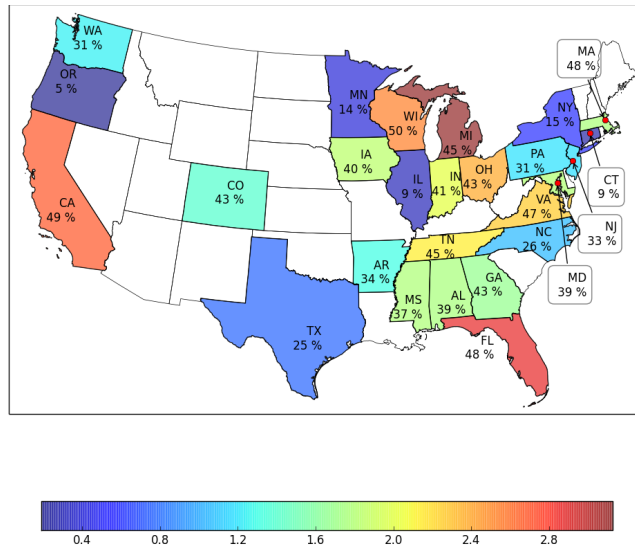 WA
31 %
OR
5 %
CA
49 %
CO
43 %
TX
25 %
MN
14 %
WI
50 %
IA
40 %
IL
9 %
MI
45 %
IN
41 %
OH
43 %
AR
34 %
MS
37 %
AL
39 %
GA
43 %
FL
48 %
TN
45 %
NC
26 %
VA
47 %
PA
31 %
NY
15 %
MA
48 %
CT
9 %
NJ
33 %
MD
39 %
0.4 0.8 1.2 1.6 2.0 2.4 2.8